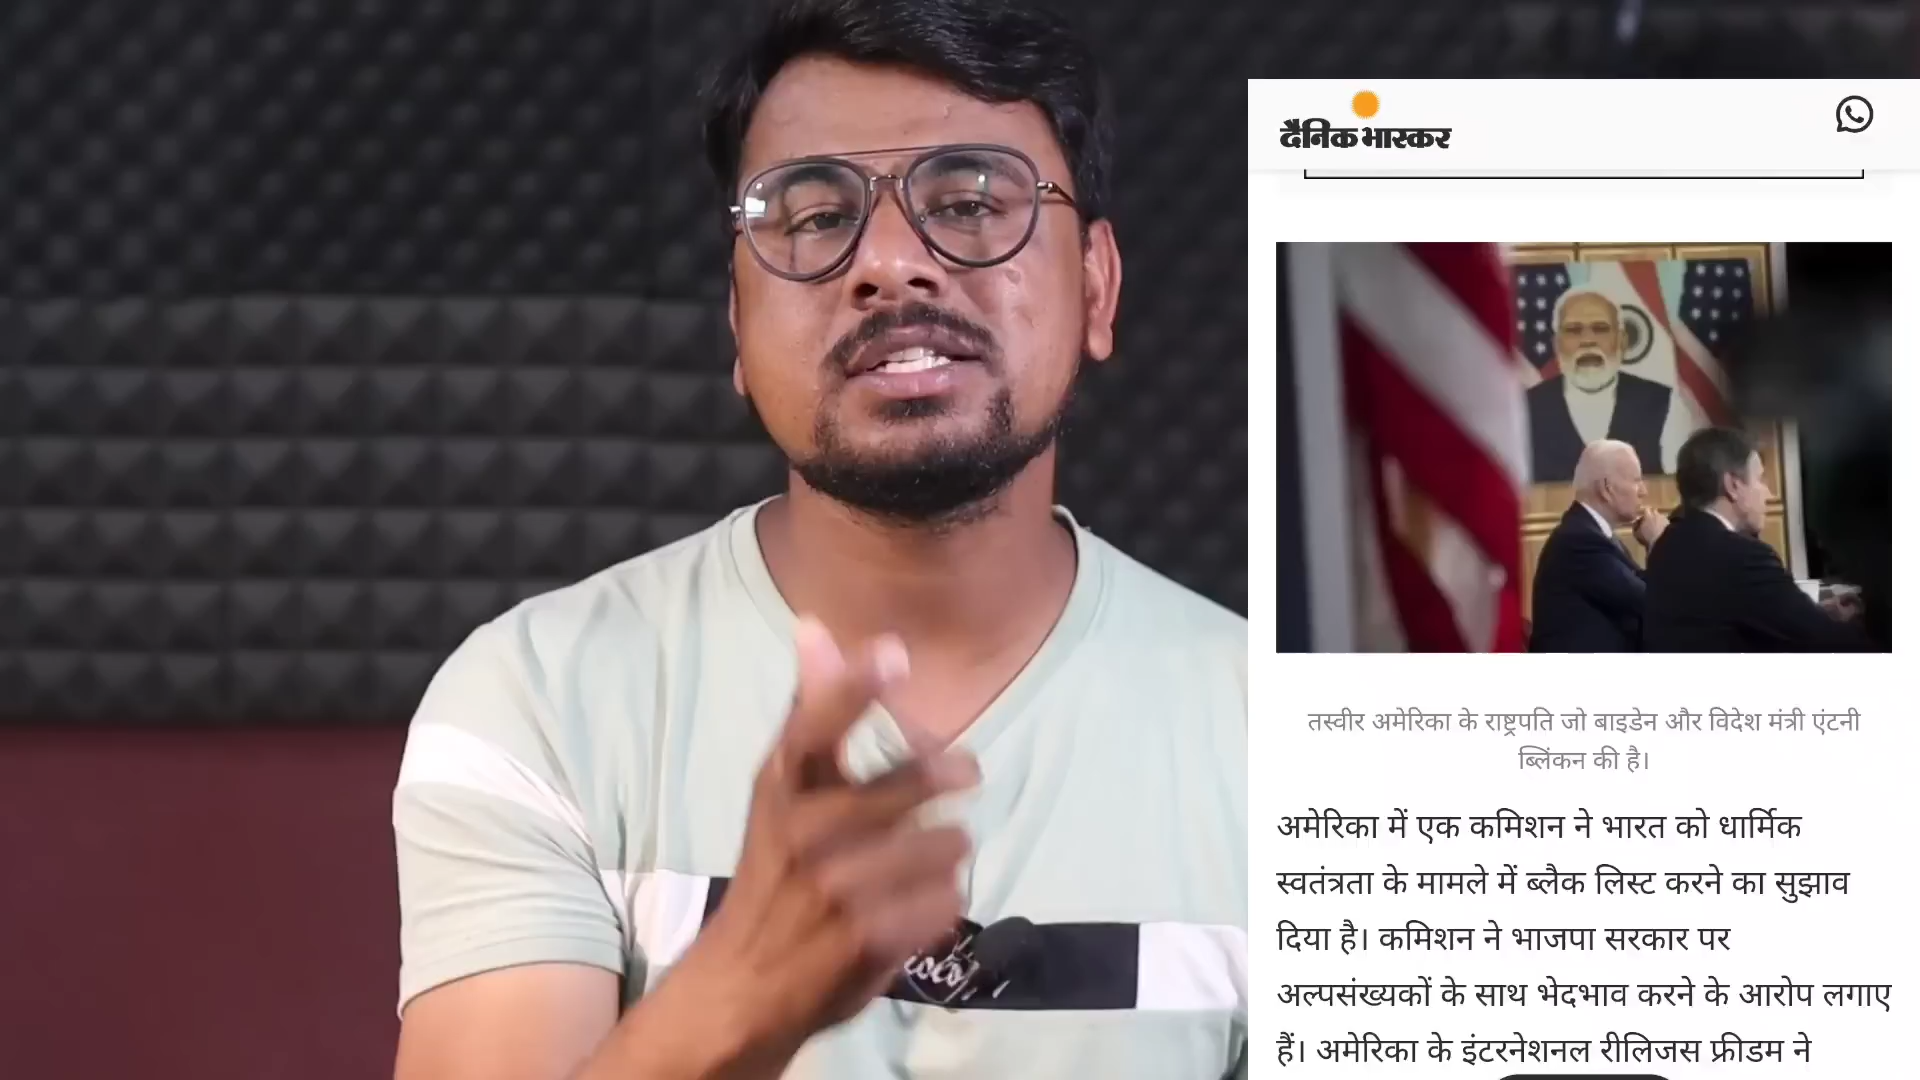 दैनिक भास्कर
तस्वीर अमेरिका के राष्ट्रपति जो बाइडेन और विदेश मंत्री एंटनी
ब्लिंकन की है।
अमेरिका में एक कमिशन ने भारत को धार्मिक
स्वतंत्रता के मामले में ब्लैक लिस्ट करने का सुझाव
दिया है। कमिशन ने भाजपा सरकार पर
अल्पसंख्यकों के साथ भेदभाव करने के आरोप लगाए
हैं। अमेरिका के इंटरनेशनल रीलिजस फ्रीडम ने